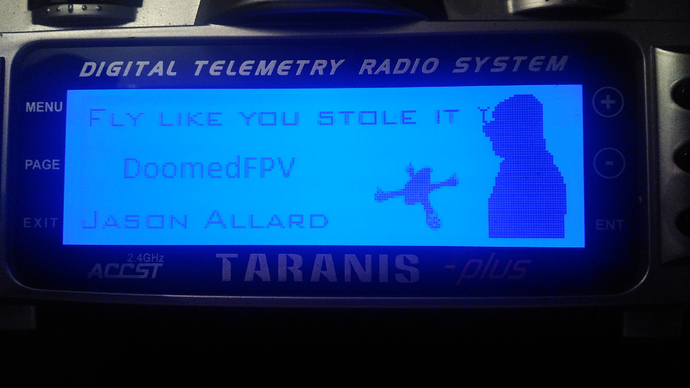 DIGITAL TELEMETRY RADIO SYSTEM
MENU
FLY LIKE YOU STOLE IT
+
PAGE
DoomedFPV
-
EXIT
JASON ALLARD
ENT
2.4GHz
ACCST
TARANIS -plus